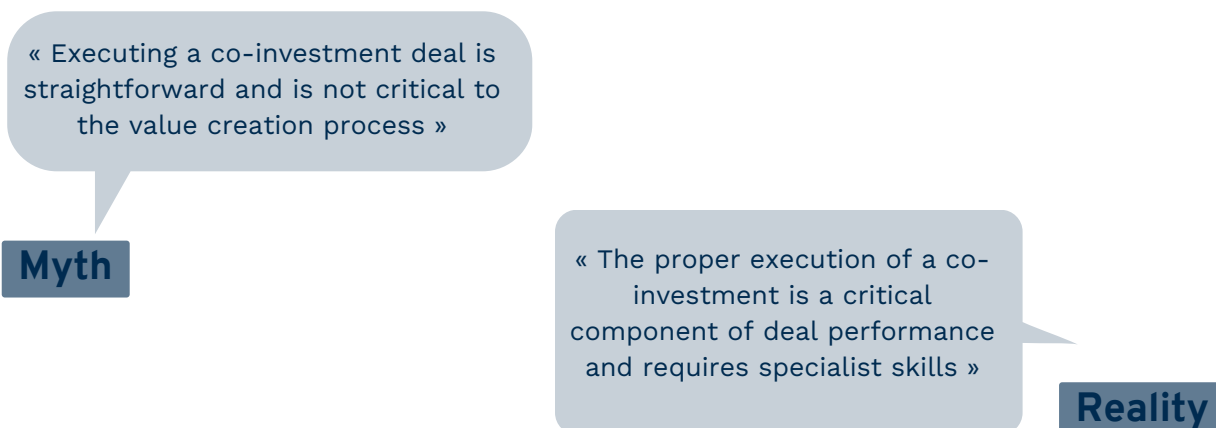 « Executing a co-investment deal is
straightforward and is not critical to
the value creation process »
Myth
« The proper execution of a co-
investment is a critical
component of deal performance
and requires specialist skills »
Reality